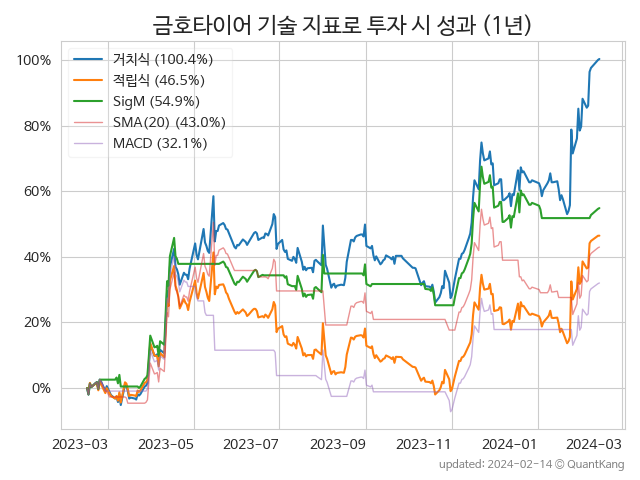 금호타이어 기술 지표로 투자 시 성과 (1년)
거치식 (100.4%)
적립식 (46.5%)
SigM (54.9%)
SMA(20) (43.0%)
MACD (32.1%)
100%
80%
60%
40%
20%
0%
2023-03 2023-05 2023-07 2023-09 2023-11 2024-01 2024-03
updated: 2024-02-14 @ QuantKang